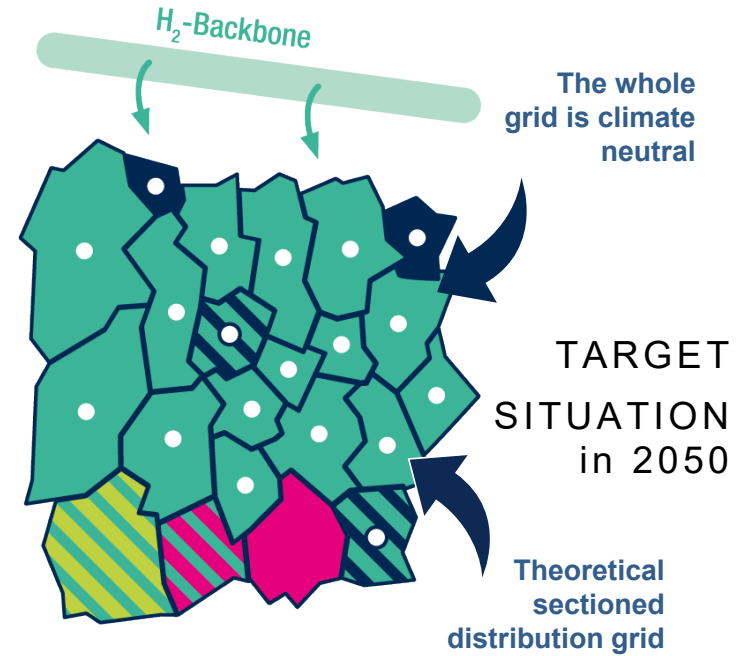 H₂-Backbone
The whole
grid is climate
neutral
TARGET
SITUATION
in 2050
Theoretical
sectioned
distribution grid